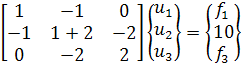 [ 1 -1 0 ] { u₁ } = { f₁ }
[ -1 1 + 2 -2 ] { u₂ } = { 10 }
[ 0 -2 2 ] { u₃ } = { f₃ }